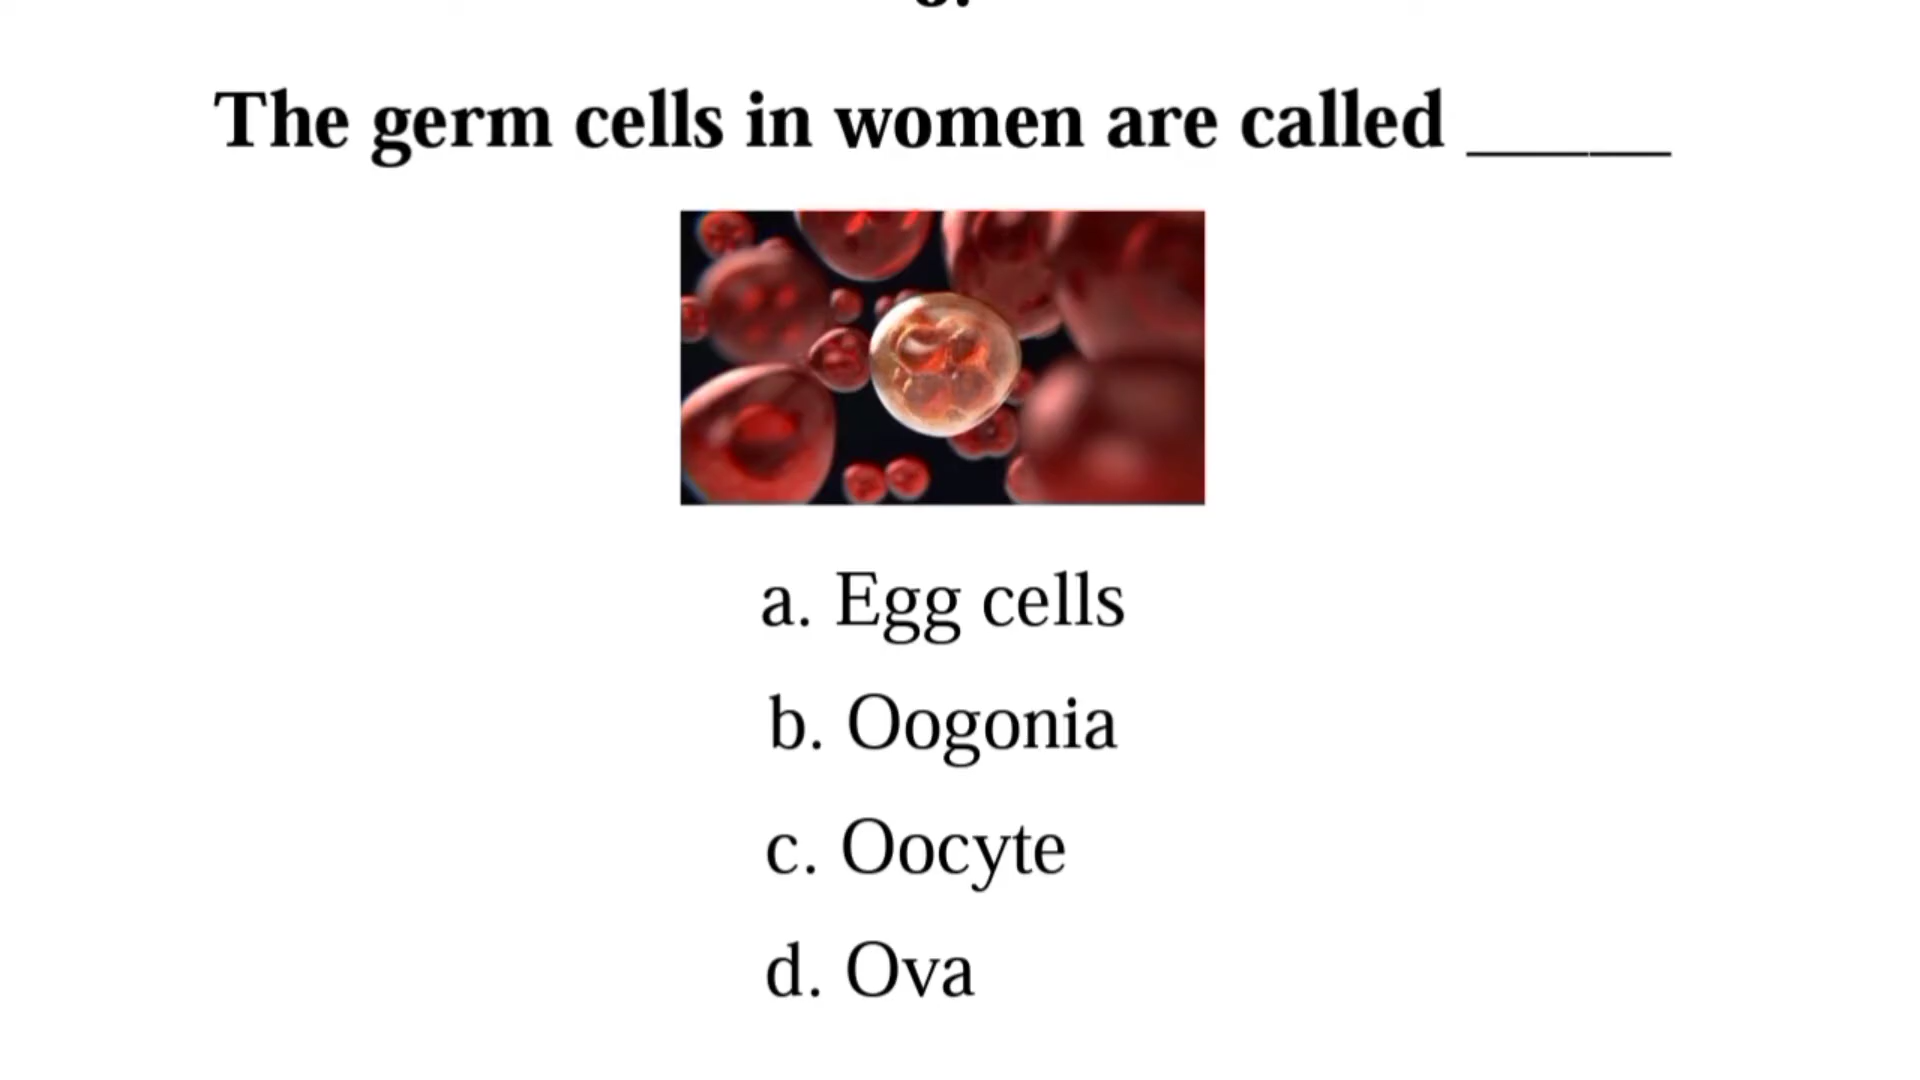 The germ cells in women are called _____
a. Egg cells
b. Oogonia
c. Oocyte
d. Ova